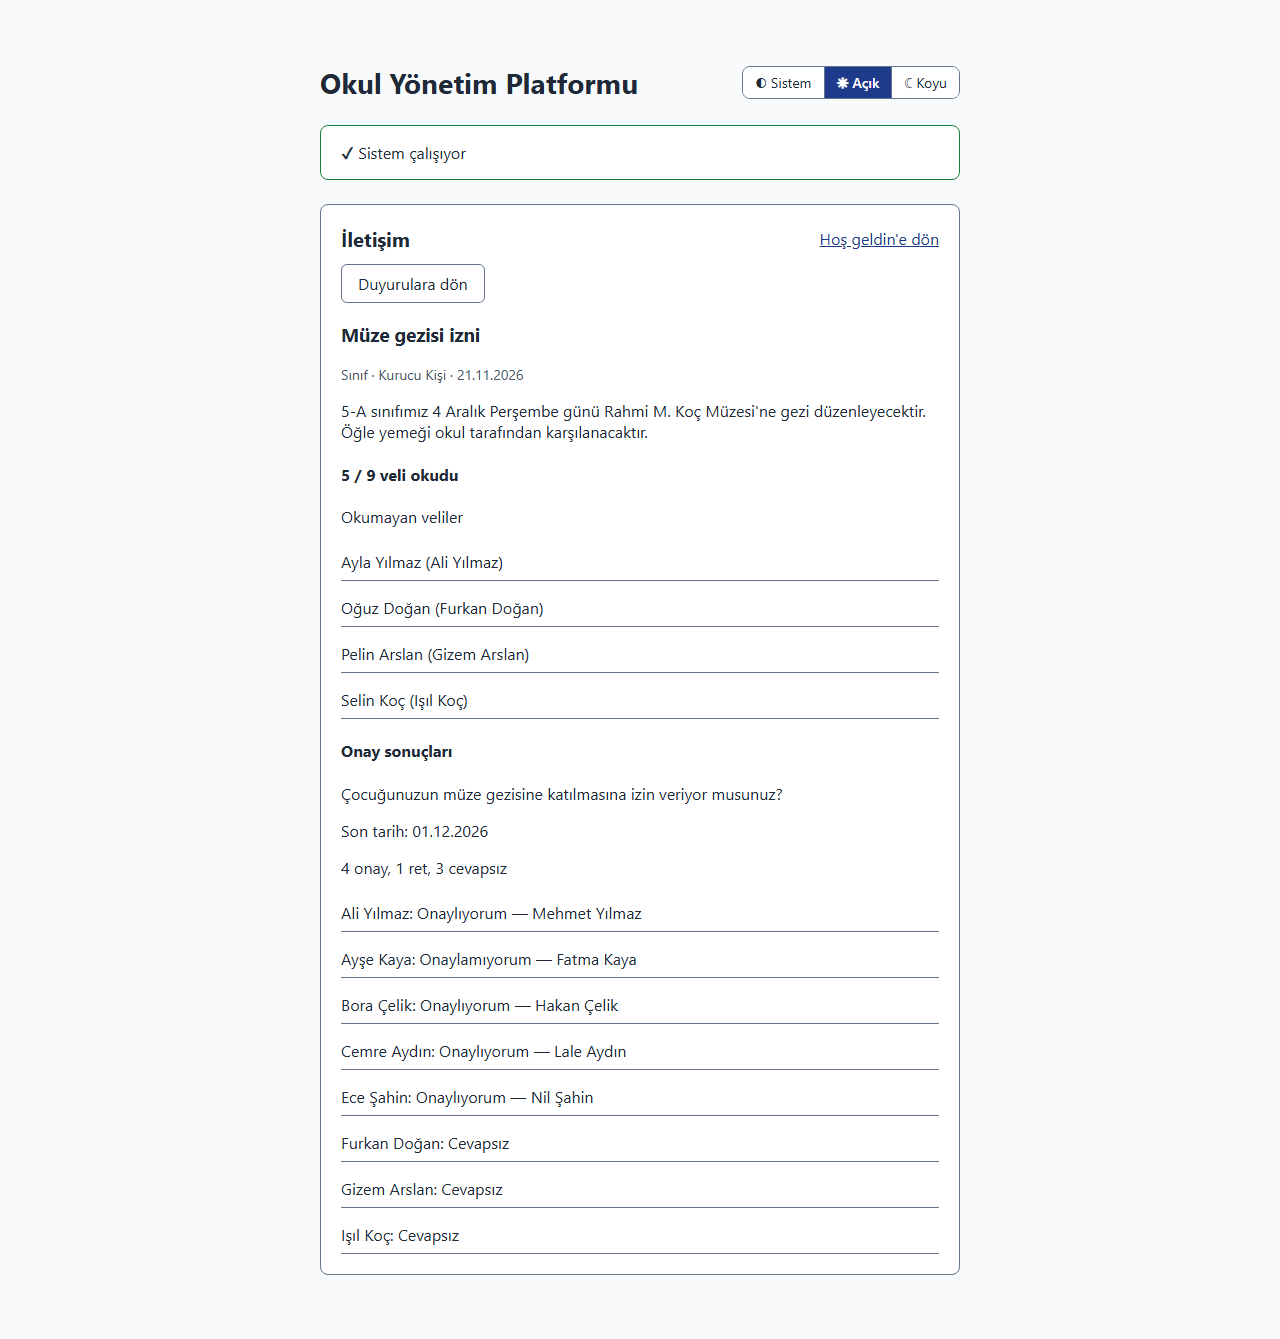 Okul Yönetim Platformu
◐ Sistem
✱ Açık
☾ Koyu
✓ Sistem çalışıyor
İletişim
Hoş geldin'e dön
Duyurulara dön
Müze gezisi izni
Sınıf · Kurucu Kişi · 21.11.2026
5-A sınıfımız 4 Aralık Perşembe günü Rahmi M. Koç Müzesi'ne gezi düzenleyecektir.
Öğle yemeği okul tarafından karşılanacaktır.
5 / 9 veli okudu
Okumayan veliler
Ayla Yılmaz (Ali Yılmaz)
Oğuz Doğan (Furkan Doğan)
Pelin Arslan (Gizem Arslan)
Selin Koç (Işıl Koç)
Onay sonuçları
Çocuğunuzun müze gezisine katılmasına izin veriyor musunuz?
Son tarih: 01.12.2026
4 onay, 1 ret, 3 cevapsız
Ali Yılmaz: Onaylıyorum — Mehmet Yılmaz
Ayşe Kaya: Onaylamıyorum — Fatma Kaya
Bora Çelik: Onaylıyorum — Hakan Çelik
Cemre Aydın: Onaylıyorum — Lale Aydın
Ece Şahin: Onaylıyorum — Nil Şahin
Furkan Doğan: Cevapsız
Gizem Arslan: Cevapsız
Işıl Koç: Cevapsız